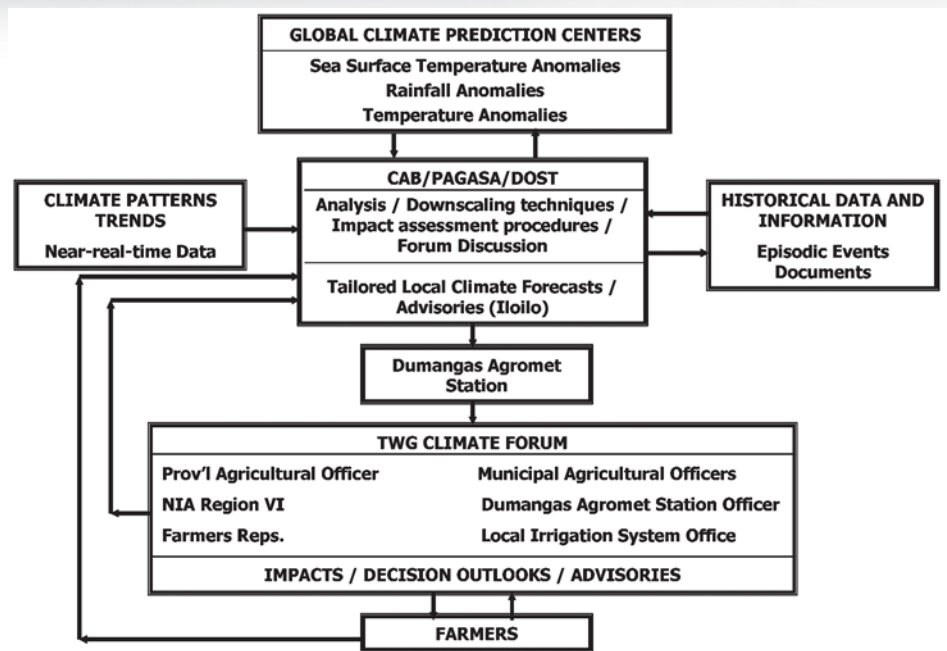 GLOBAL CLIMATE PREDICTION CENTERS
Sea Surface Temperature Anomalies
Rainfall Anomalies
Temperature Anomalies
CLIMATE PATTERNS
TRENDS
Near-real-time Data
CAB/PAGASA/DOST
Analysis / Downscaling techniques /
Impact assessment procedures /
Forum Discussion
Tailored Local Climate Forecasts /
Advisories (Iloilo)
HISTORICAL DATA AND
INFORMATION
Episodic Events
Documents
Dumangas Agromet
Station
TWG CLIMATE FORUM
Prov'l Agricultural Officer
NIA Region VI
Farmers Reps.
Municipal Agricultural Officers
Dumangas Agromet Station Officer
Local Irrigation System Office
IMPACTS / DECISION OUTLOOKS / ADVISORIES
FARMERS